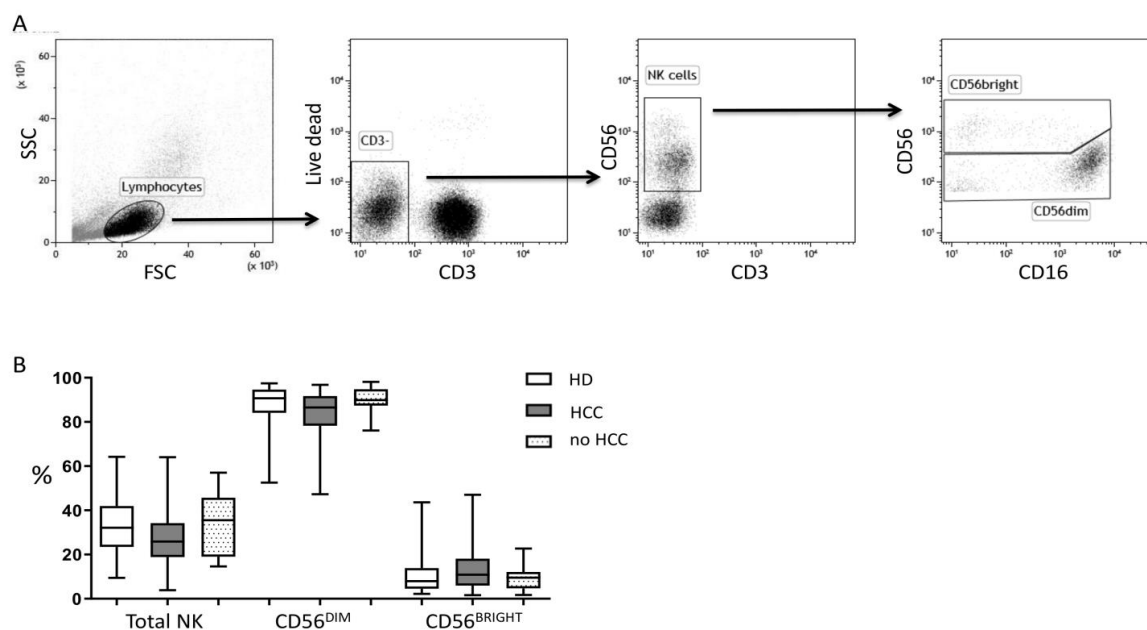 A
SSC
(x 10³)
60
40
20
0
Lymphocytes
0
20
40
60
(x 10³)
FSC
Live dead
10⁴
10³
10²
10¹
CD3-
10¹
10²
10³
10⁴
CD3
CD56
10⁴
10³
10²
10¹
NK cells
10¹
10²
10³
10⁴
CD3
CD56
10⁴
10³
10²
10¹
CD56bright
CD56dim
10¹
10²
10³
10⁴
CD16
B
%
100
80
60
40
20
0
Total NK
CD56ᴰᴵᴹ
CD56ᴮᴿᴵᴳᴴᵀ
HD
HCC
no HCC